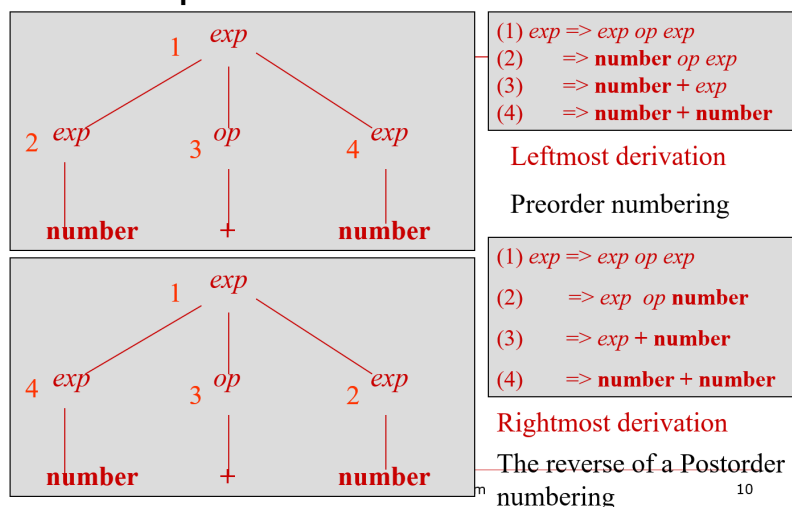 1 exp
2 exp 3 op 4 exp
number + number
(1) exp => exp op exp
(2) => number op exp
(3) => number + exp
(4) => number + number
Leftmost derivation
Preorder numbering
1 exp
4 exp 3 op 2 exp
number + number
(1) exp => exp op exp
(2) => exp op number
(3) => exp + number
(4) => number + number
Rightmost derivation
The reverse of a Postorder
numbering
m
10